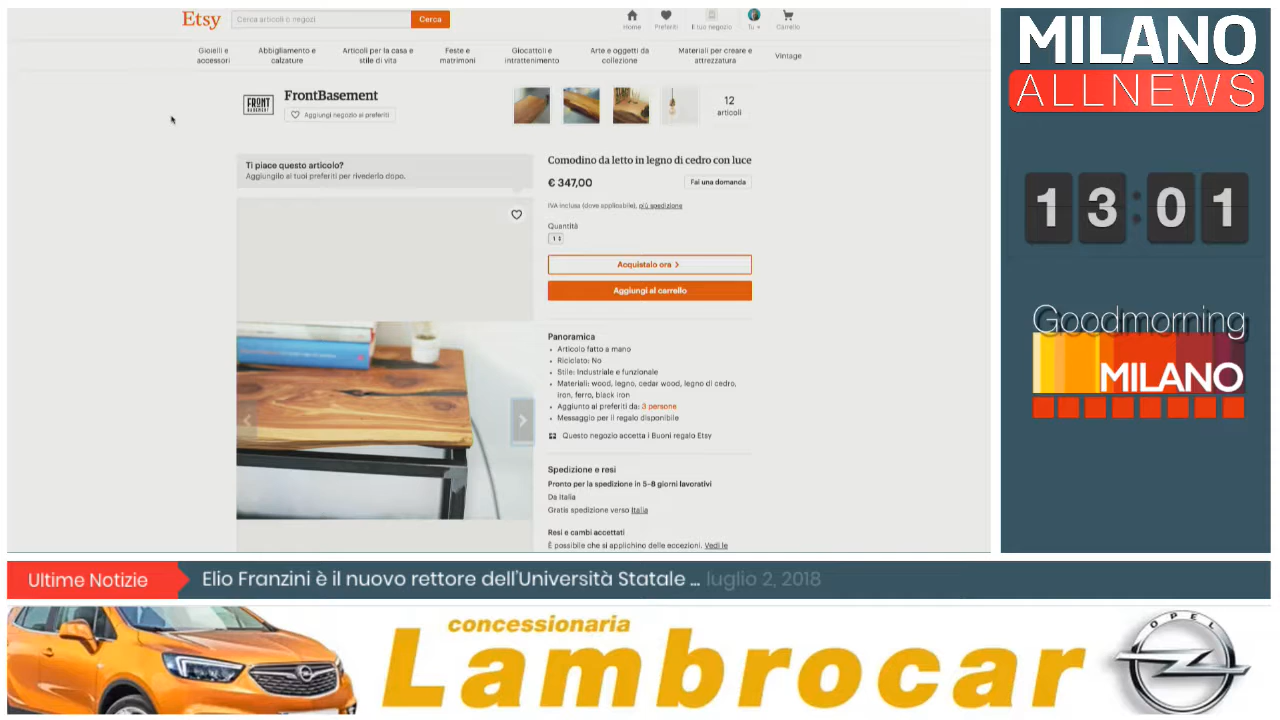 Etsy
Cerca articoli o negozi
Cerca
Home
Preferiti
Il tuo negozio
Tu
Carrello
Gioielli e
accessori
Abbigliamento e
calzature
Articoli per la casa e
stile di vita
Feste e
matrimoni
Giocattoli e
intrattenimento
Arte e oggetti da
collezione
Materiali per creare e
attrezzatura
Vintage
FRONT
BASEMENT
FrontBasement
Aggiungi negozio ai preferiti
12
articoli
Ti piace questo articolo?
Aggiungilo ai tuoi preferiti per rivederlo dopo.
Comodino da letto in legno di cedro con luce
€ 347,00
Fai una domanda
IVA inclusa (dove applicabile), più spedizione
Quantità
1
Acquistalo ora >
Aggiungi al carrello
Panoramica
• Articolo fatto a mano
• Riciclato: No
• Stile: Industriale e funzionale
• Materiali: wood, legno, cedar wood, legno di cedro,
iron, ferro, black iron
• Aggiunto ai preferiti da: 3 persone
• Messaggio per il regalo disponibile
Questo negozio accetta i Buoni regalo Etsy
Spedizione e resi
Pronto per la spedizione in 5-8 giorni lavorativi
Da Italia
Gratis spedizione verso Italia
Resi e cambi accettati
È possibile che si applichino delle eccezioni. Vedi le
MILANO
ALLNEWS
13:01
Goodmorning
MILANO
Ultime Notizie
Elio Franzini è il nuovo rettore dell'Università Statale ... luglio 2, 2018
concessionaria
Lambrocar
OPEL